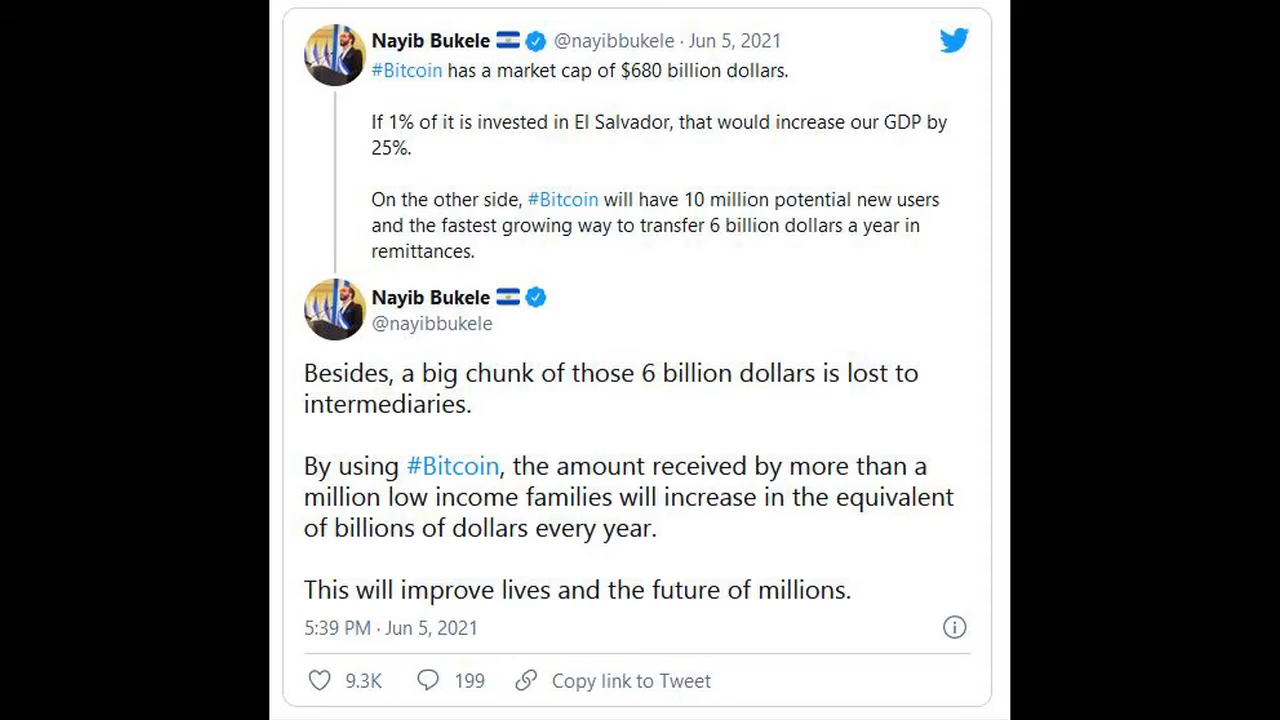 Nayib Bukele @nayibbukele · Jun 5, 2021
#Bitcoin has a market cap of $680 billion dollars.
If 1% of it is invested in El Salvador, that would increase our GDP by
25%.
On the other side, #Bitcoin will have 10 million potential new users
and the fastest growing way to transfer 6 billion dollars a year in
remittances.
Nayib Bukele
@nayibbukele
Besides, a big chunk of those 6 billion dollars is lost to
intermediaries.
By using #Bitcoin, the amount received by more than a
million low income families will increase in the equivalent
of billions of dollars every year.
This will improve lives and the future of millions.
5:39 PM · Jun 5, 2021
9.3K 199 Copy link to Tweet